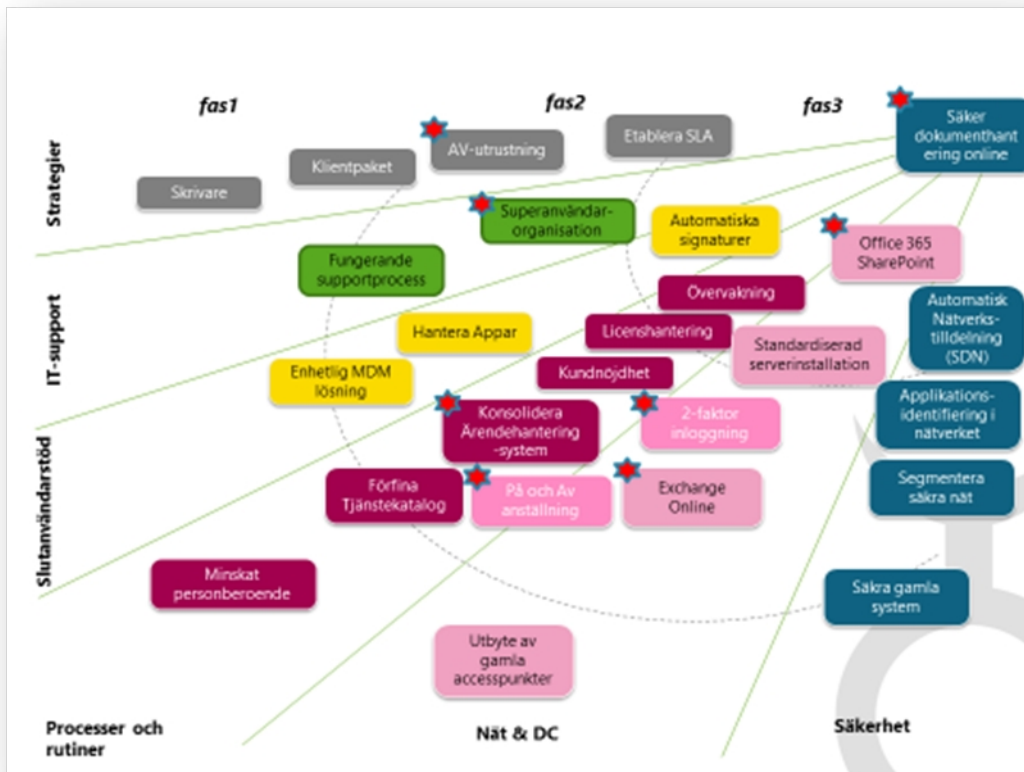 fas1
fas2
fas3
Strategier
IT-support
Slutanvändarstöd
Säker
dokumenthant
ering online
Etablera SLA
AV-utrustning
Klientpaket
Skrivare
Superanvändar-
organisation
Automatiska
signaturer
Office 365
SharePoint
Fungerande
supportprocess
Övervakning
Automatisk
Nätverks-
tilldelning
(SDN)
Hantera Appar
Licenshantering
Standardiserad
serverinstallation
Enhetlig MDM
lösning
Kundnöjdhet
Applikations-
identifiering i
nätverket
Konsolidera
Ärendehantering
-system
2-faktor
inloggning
Förfina
Tjänstekatalog
På och Av
anställning
Exchange
Online
Segmentera
säkra nät
Minskat
personberoende
Säkra gamla
system
Utbyte av
gamla
accesspunkter
Processer och
rutiner
Nät & DC
Säkerhet